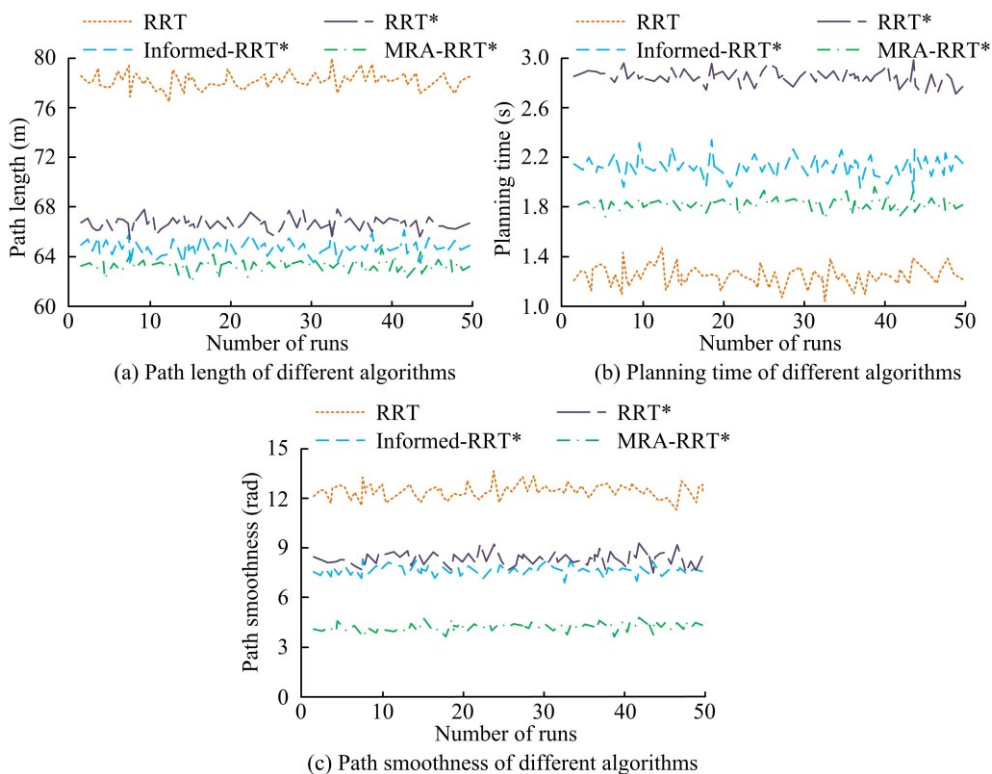 RRT RRT*
Informed-RRT* MRA-RRT*
80
76
72
68
64
60
Path length (m)
0 10 20 30 40 50
Number of runs
(a) Path length of different algorithms
RRT RRT*
Informed-RRT* MRA-RRT*
3.0
2.6
2.2
1.8
1.4
1.0
Planning time (s)
0 10 20 30 40 50
Number of runs
(b) Planning time of different algorithms
RRT RRT*
Informed-RRT* MRA-RRT*
15
12
9
6
3
0
Path smoothness (rad)
0 10 20 30 40 50
Number of runs
(c) Path smoothness of different algorithms